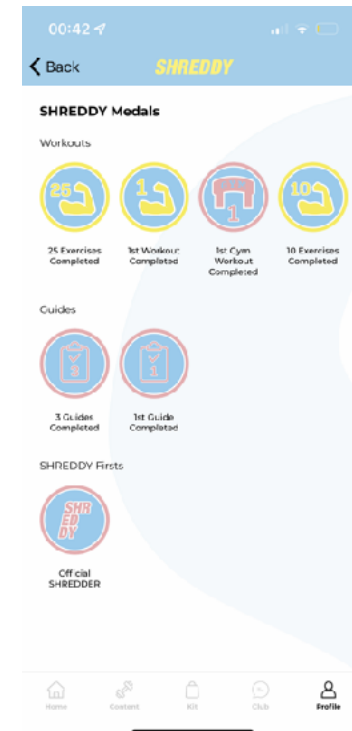 00:42
Back
SHREDDY
SHREDDY Medals
Workouts
25
1
1
10
25 Exercises
Completed
1st Workout
Completed
1st Gym
Workout
Completed
10 Exercises
Completed
Guides
3
1
3 Guides
Completed
1st Guide
Completed
SHREDDY Firsts
SHR
ED
DY
Official
SHREDDER
Home
Content
Kit
Club
Profile